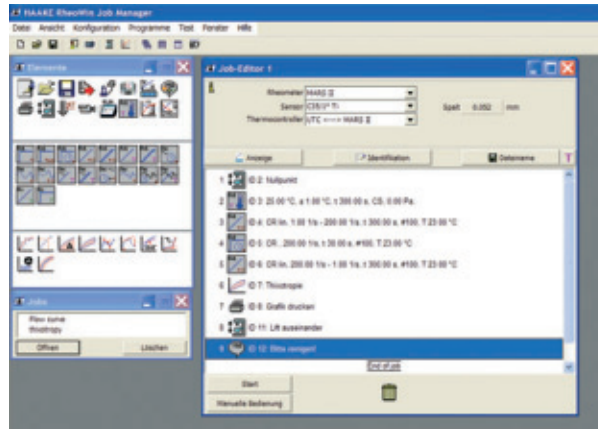 HAAKE RheoWin Job Manager
Datei Ansicht Konfiguration Programme Test Fenster Hilfe
Elemente
Job-Editor 1
Rheometer MARS II
Sensor C35/1° Ti
Spalt 0.052 mm
Thermocontroller UTC <---> MARS II
Anzeige Identifikation Dateiname T
1 ID 2: Nullpunkt
2 ID 3: 20.00 °C, ± 1.00 °C, t 300.00 s, CS, 0.00 Pa.
3 ID 4: CR lin. 1.00 1/s - 200.00 1/s, t 300.00 s, #100, T 23.00 °C
4 ID 5: CR, 200.00 1/s, t 30.00 s, #100, T 23.00 °C
5 ID 6: CR lin. 200.00 1/s - 1.00 1/s, t 300.00 s, #100, T 23.00 °C
6 ID 7: Thixotropie
7 ID 8: Grafik drucken
8 ID 11: Lift auseinander
9 ID 12: Bitte reinigen!
End of job
Jobs
Flow curve
thixotropy
Öffnen Löschen
Start
Manuelle Bedienung